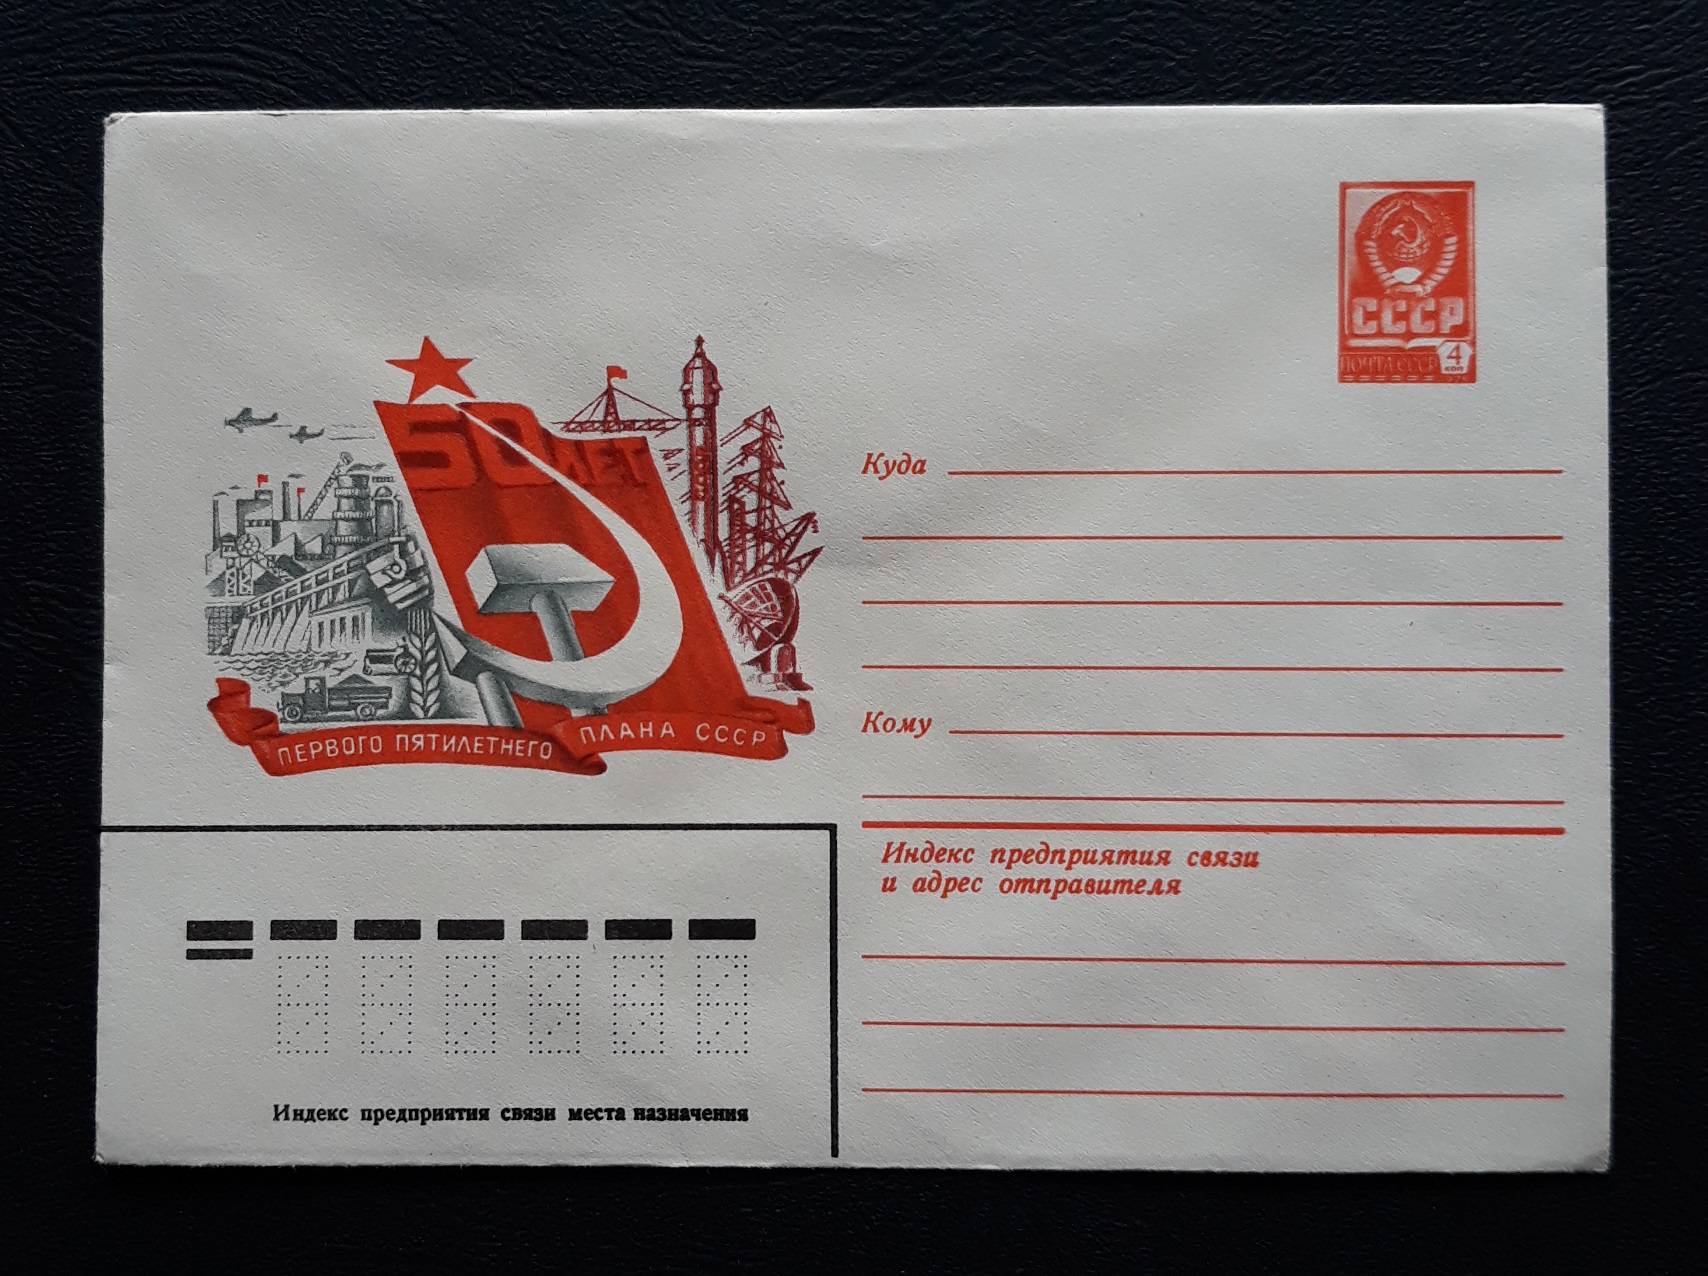 СССР
ПОЧТА СССР 4
КОП
50 ЛЕТ
ПЕРВОГО ПЯТИЛЕТНЕГО ПЛАНА СССР
Куда
Кому
Индекс предприятия связи
и адрес отправителя
Индекс предприятия связи места назначения